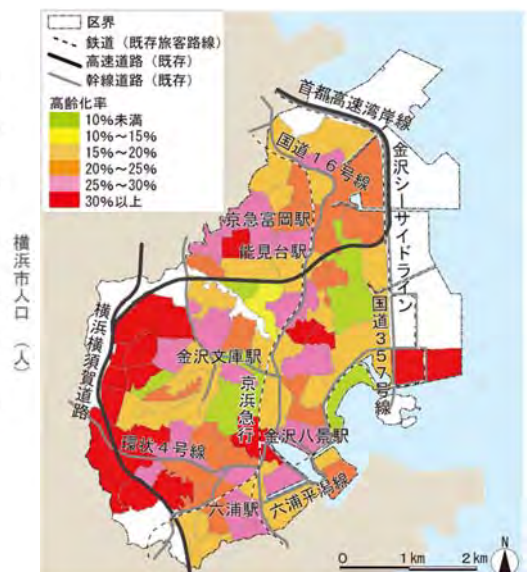 区界
鉄道（既存旅客路線）
高速道路（既存）
幹線道路（既存）
高齢化率
10％未満
10％～15％
15％～20％
20％～25％
25％～30％
30％以上
首都高速湾岸線
国道１６号線
金沢シーサイドライン
京急富岡駅
能見台駅
横浜市人口 （人）
横浜横須賀道路
国道３５７号線
金沢文庫駅
京浜急行
金沢八景駅
環状４号線
六浦平潟線
六浦駅
0 1km 2km
N